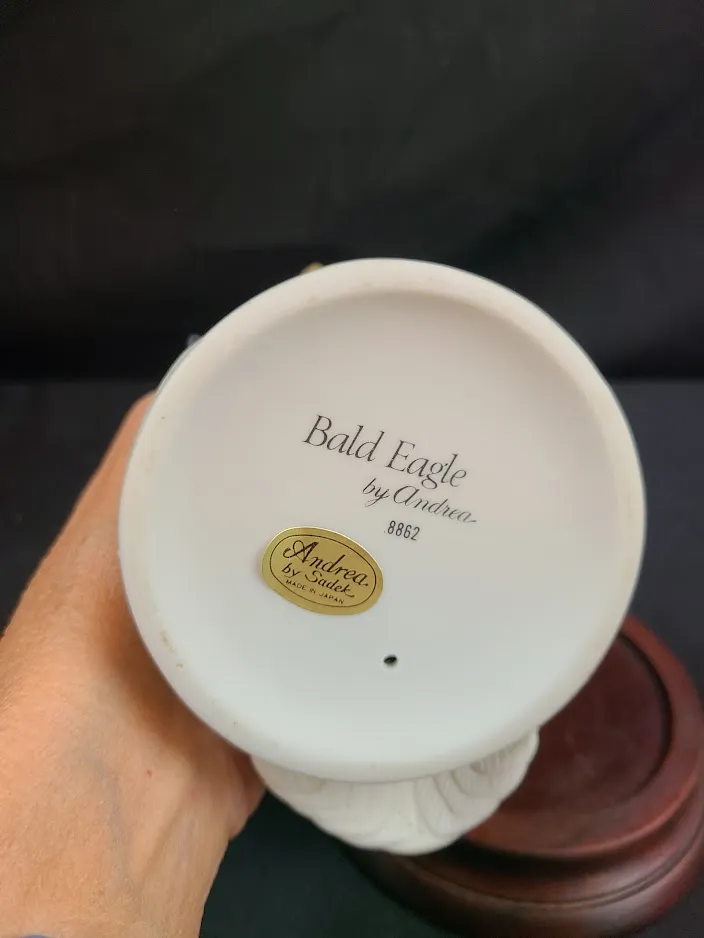 Bald Eagle
by Andrea
8862
Andrea
by Sadek
MADE IN JAPAN